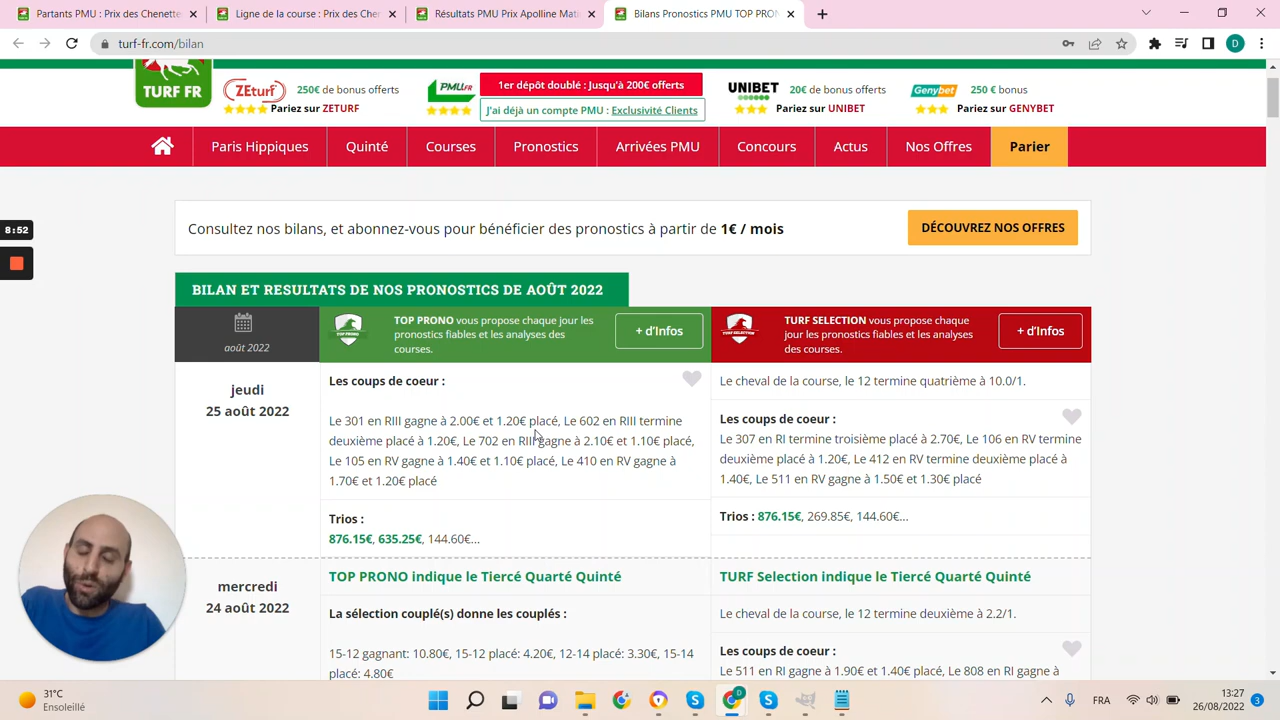 Partants PMU : Prix des Chenette
Ligne de la course : Prix des Che
Résultats PMU Prix Apolline Mati
Bilans Pronostics PMU TOP PRON
turf-fr.com/bilan
D
TURF FR
ZEturf
250€ de bonus offerts
Pariez sur ZETURF
PMU.FR
1er dépôt doublé : Jusqu'à 200€ offerts
J'ai déjà un compte PMU : Exclusivité Clients
UNIBET
20€ de bonus offerts
Pariez sur UNIBET
Genybet
250 € bonus
Pariez sur GENYBET
Paris Hippiques
Quinté
Courses
Pronostics
Arrivées PMU
Concours
Actus
Nos Offres
Parier
8:52
Consultez nos bilans, et abonnez-vous pour bénéficier des pronostics à partir de 1€ / mois
DÉCOUVREZ NOS OFFRES
BILAN ET RESULTATS DE NOS PRONOSTICS DE AOÛT 2022
août 2022
TOP PRONO
TOP PRONO vous propose chaque jour les
pronostics fiables et les analyses des
courses.
+ d'Infos
TURF SELECTION
TURF SELECTION vous propose chaque
jour les pronostics fiables et les analyses
des courses.
+ d'Infos
jeudi
25 août 2022
Les coups de coeur :
Le 301 en RIII gagne à 2.00€ et 1.20€ placé, Le 602 en RIII termine
deuxième placé à 1.20€, Le 702 en RIII gagne à 2.10€ et 1.10€ placé,
Le 105 en RV gagne à 1.40€ et 1.10€ placé, Le 410 en RV gagne à
1.70€ et 1.20€ placé
Trios :
876.15€, 635.25€, 144.60€...
Le cheval de la course, le 12 termine quatrième à 10.0/1.
Les coups de coeur :
Le 307 en RI termine troisième placé à 2.70€, Le 106 en RV termine
deuxième placé à 1.20€, Le 412 en RV termine deuxième placé à
1.40€, Le 511 en RV gagne à 1.50€ et 1.30€ placé
Trios : 876.15€, 269.85€, 144.60€...
mercredi
24 août 2022
TOP PRONO indique le Tiercé Quarté Quinté
La sélection couplé(s) donne les couplés :
15-12 gagnant: 10.80€, 15-12 placé: 4.20€, 12-14 placé: 3.30€, 15-14
placé: 4.80€
TURF Selection indique le Tiercé Quarté Quinté
Le cheval de la course, le 12 termine deuxième à 2.2/1.
Les coups de coeur :
Le 511 en RI gagne à 1.90€ et 1.40€ placé, Le 808 en RI gagne à
31°C
Ensoleillé
FRA
13:27
26/08/2022
3